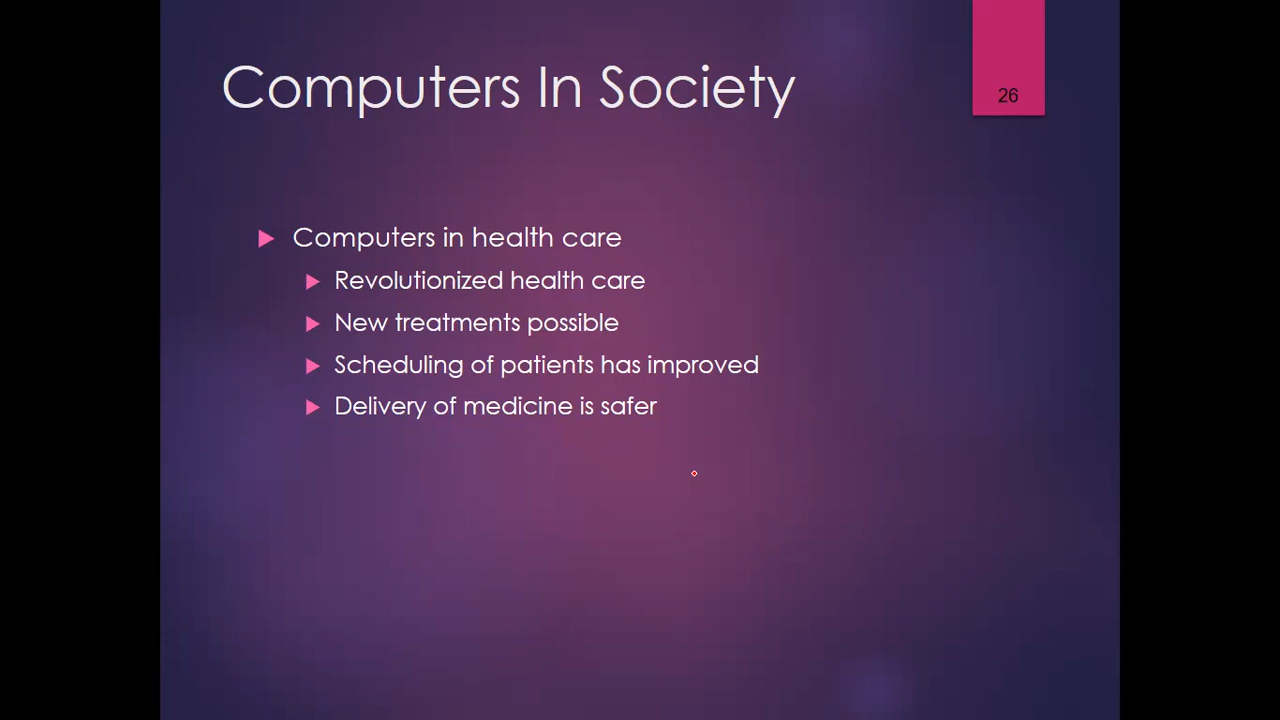 Computers In Society
26
Computers in health care
Revolutionized health care
New treatments possible
Scheduling of patients has improved
Delivery of medicine is safer